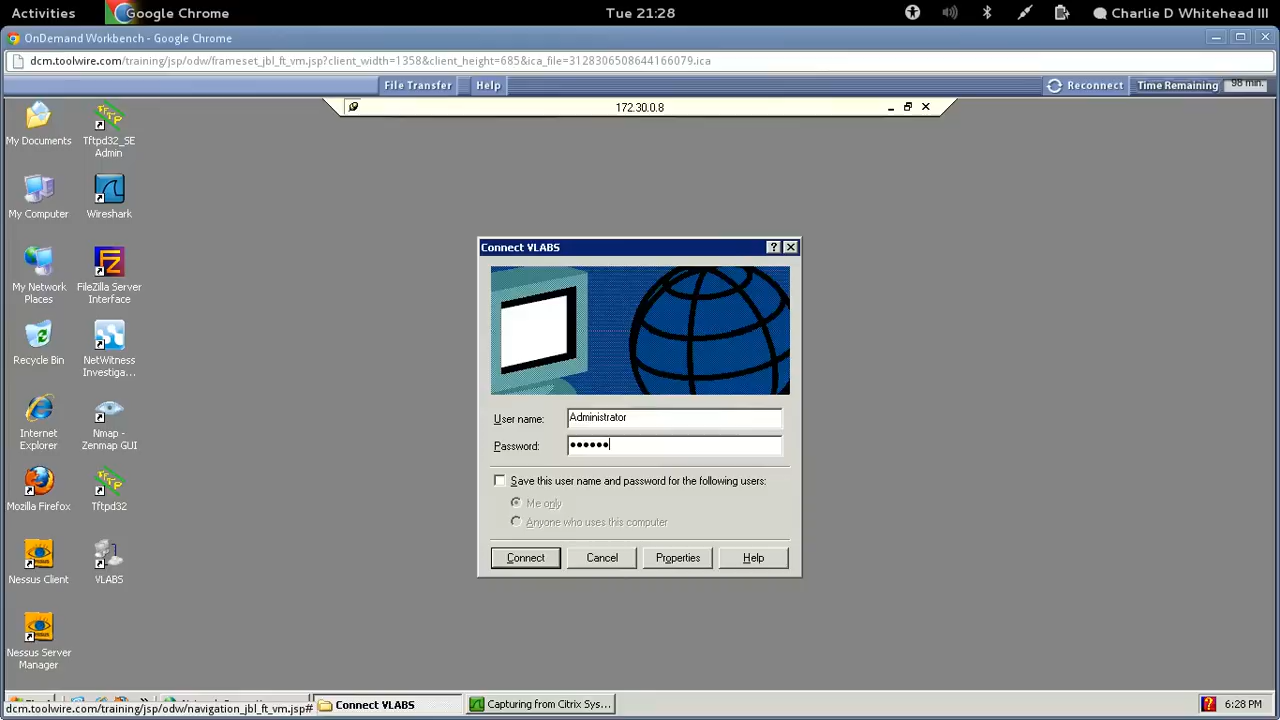 Activities
Google Chrome
Tue 21:28
Charlie D Whitehead III
OnDemand Workbench - Google Chrome
dcm.toolwire.com/training/jsp/odw/frameset_jbl_ft_vm.jsp?client_width=1358&client_height=685&ica_file=3128306508644166079.ica
File Transfer
Help
Reconnect
Time Remaining
98 min.
172.30.0.8
My Documents
Tftpd32_SE
Admin
My Computer
Wireshark
My Network
Places
FileZilla Server
Interface
Recycle Bin
NetWitness
Investiga...
Internet
Explorer
Nmap -
Zenmap GUI
Mozilla Firefox
Tftpd32
Nessus Client
VLABS
Nessus Server
Manager
Connect VLABS
User name:
Administrator
Password:
••••••
Save this user name and password for the following users:
Me only
Anyone who uses this computer
Connect
Cancel
Properties
Help
dcm.toolwire.com/training/jsp/odw/navigation_jbl_ft_vm.jsp#
Connect VLABS
Capturing from Citrix Sys...
6:28 PM